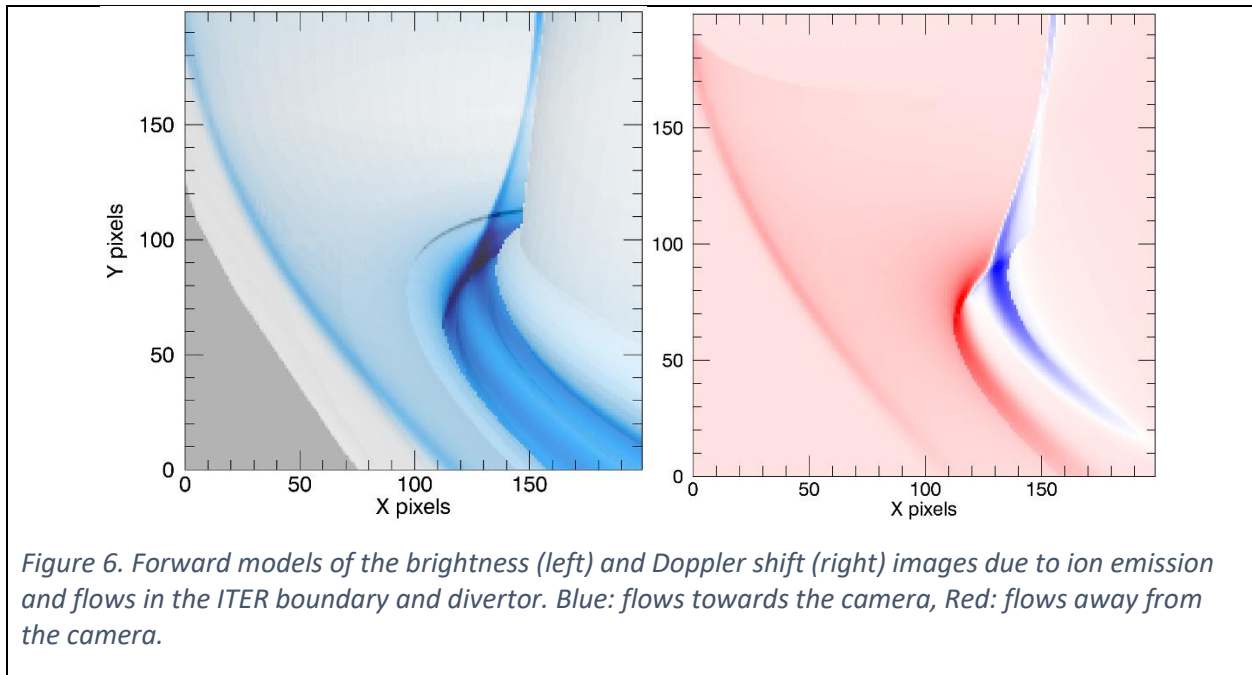 150
100
50
0
Y pixels
0
50
100
150
X pixels
150
100
50
0
0
50
100
150
X pixels
Figure 6. Forward models of the brightness (left) and Doppler shift (right) images due to ion emission
and flows in the ITER boundary and divertor. Blue: flows towards the camera, Red: flows away from
the camera.